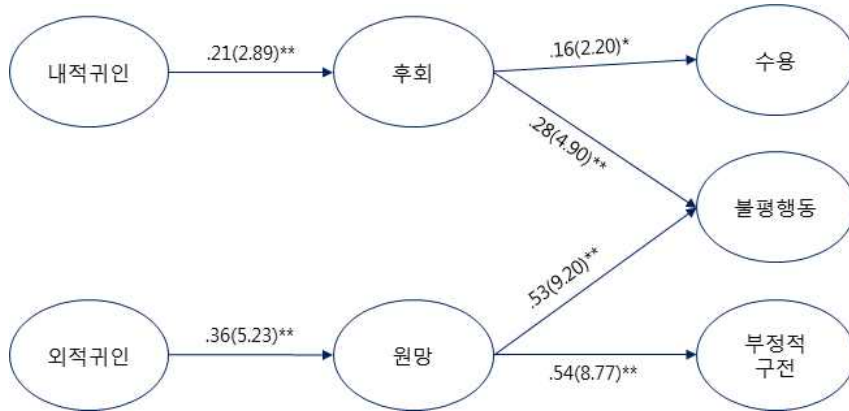 내적귀인
.21(2.89)**
후회
.16(2.20)*
수용
.28(4.90)**
불평행동
.53(9.20)**
외적귀인
.36(5.23)**
원망
.54(8.77)**
부정적
구전